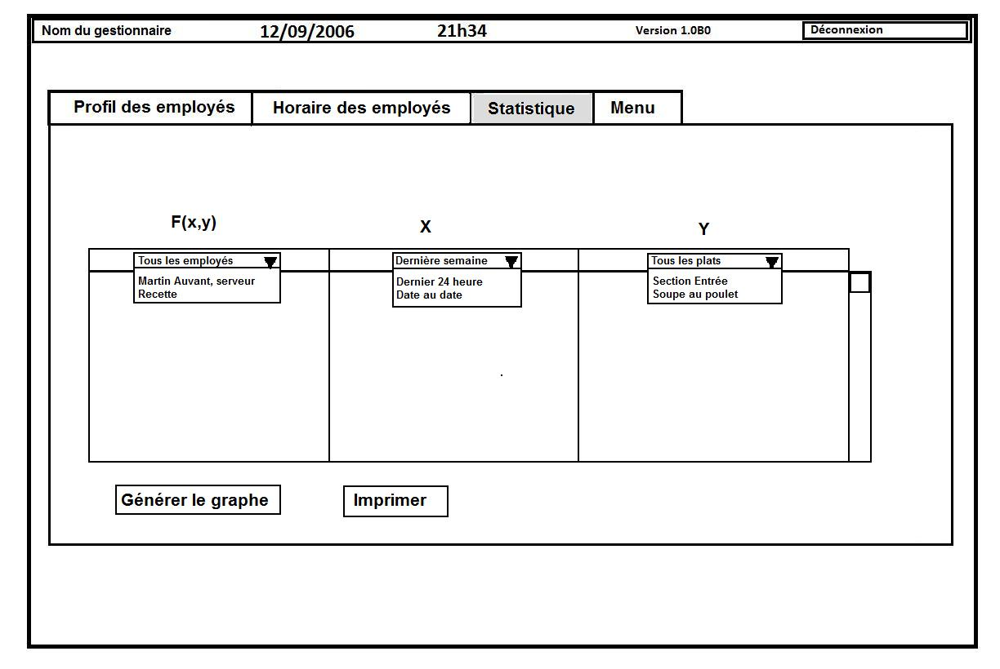 Nom du gestionnaire 12/09/2006 21h34 Version 1.0B0 Déconnexion
Profil des employés Horaire des employés Statistique Menu
F(x,y) X Y
Tous les employés Dernière semaine Tous les plats
Martin Auvant, serveur Dernier 24 heure Section Entrée
Recette Date au date Soupe au poulet
Générer le graphe Imprimer